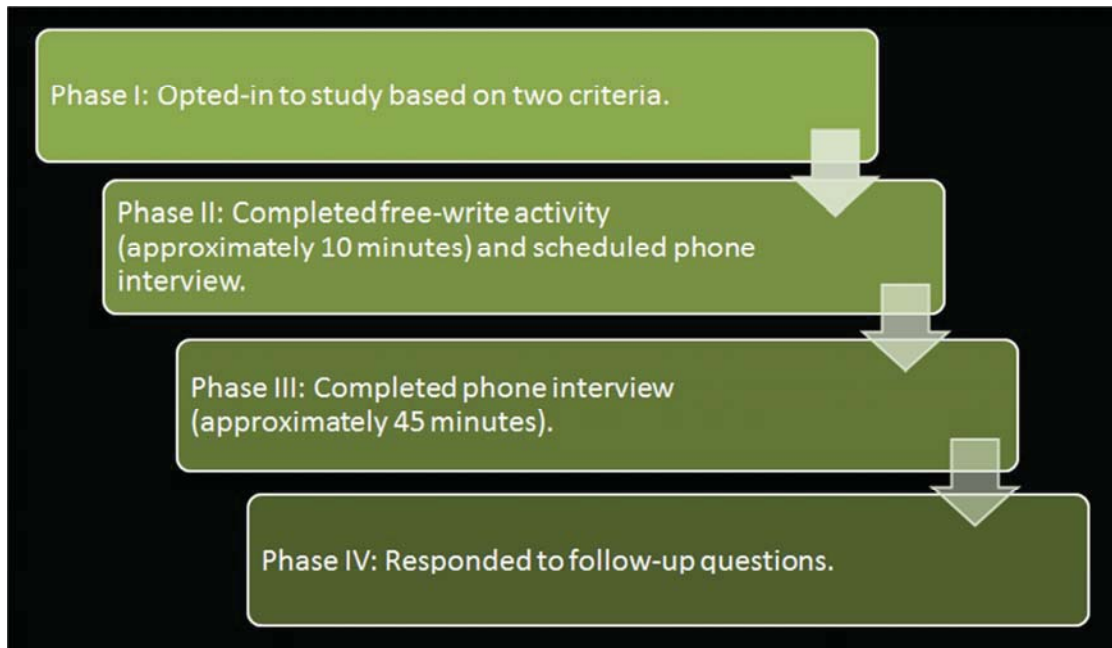 Phase I: Opted-in to study based on two criteria.
Phase II: Completed free-write activity
(approximately 10 minutes) and scheduled phone
interview.
Phase III: Completed phone interview
(approximately 45 minutes).
Phase IV: Responded to follow-up questions.